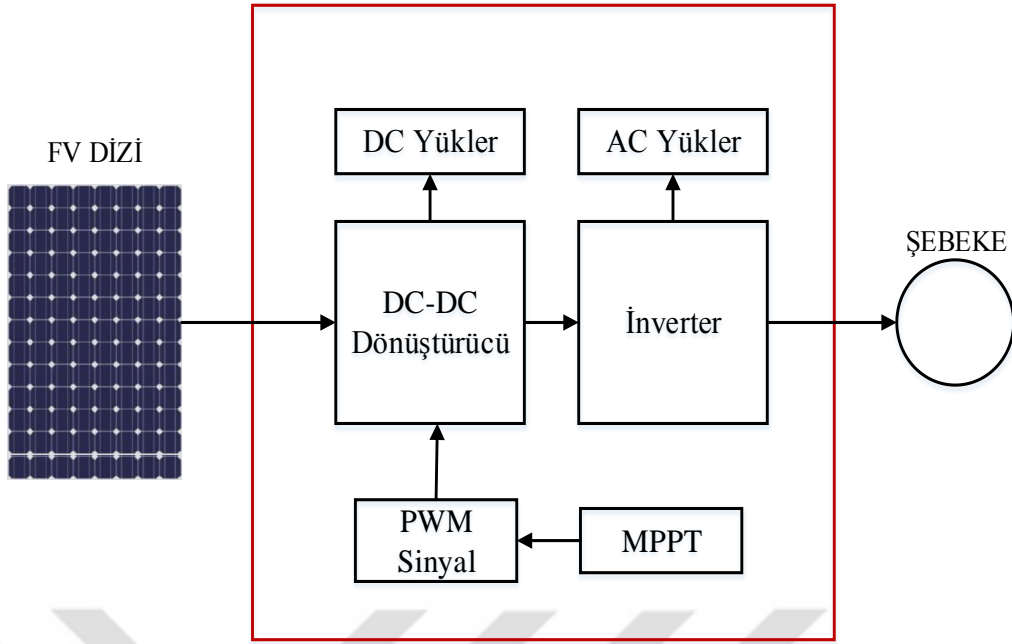 DC Yükler
AC Yükler
FV DİZİ
ŞEBEKE
DC-DC
Dönüştürücü
İnverter
PWM
Sinyal
MPPT